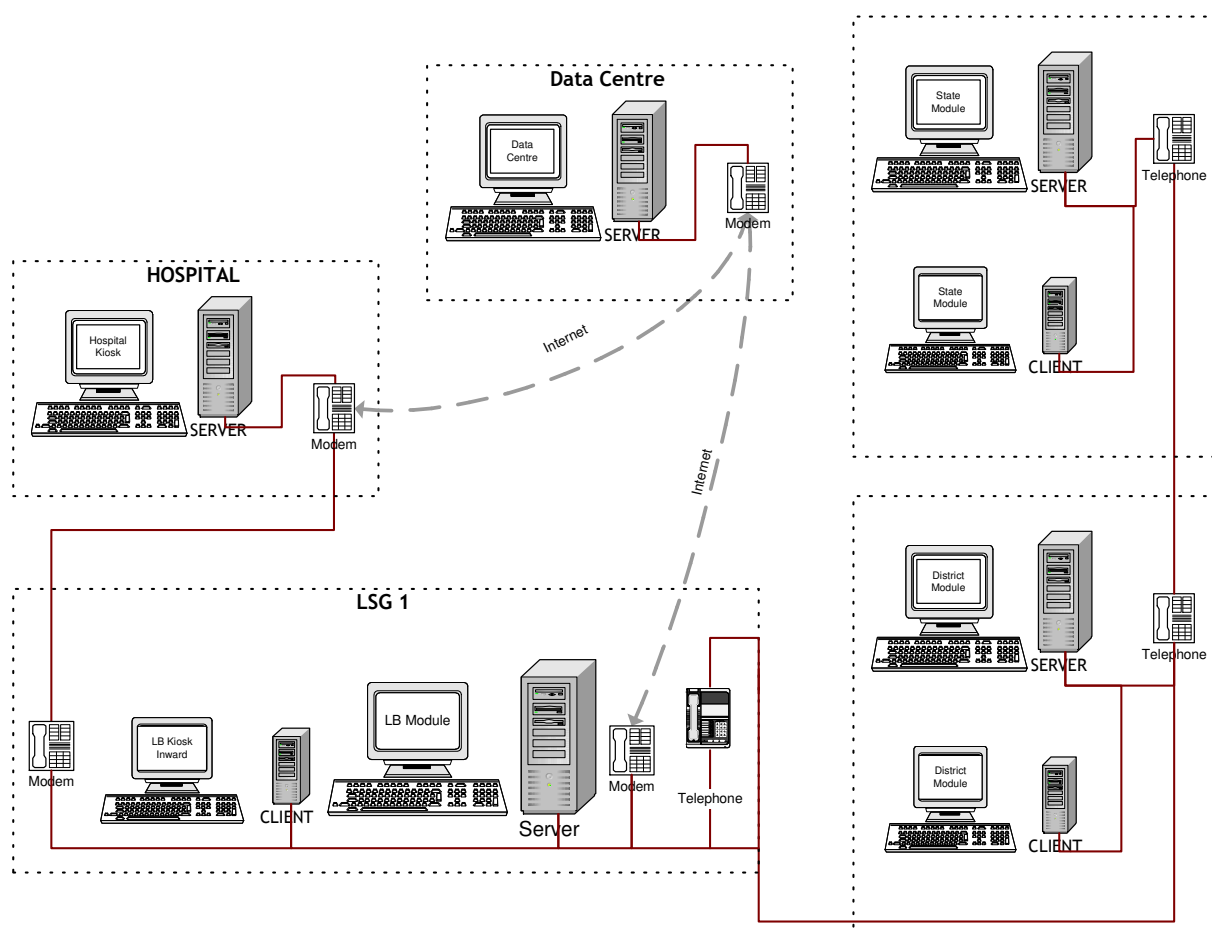 Data Centre
Data
Centre
SERVER
Modem
State
Module
SERVER
Telephone
State
Module
CLIENT
HOSPITAL
Hospital
Kiosk
SERVER
Modem
Internet
Internet
District
Module
SERVER
Telephone
District
Module
CLIENT
LSG 1
Modem
LB Kiosk
Inward
CLIENT
LB Module
Server
Modem
Telephone